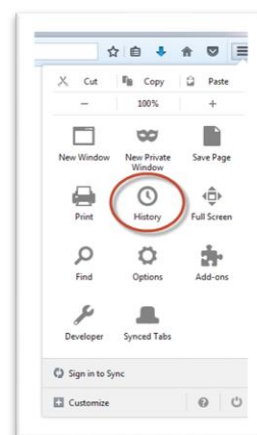 Cut Copy Paste
− 100% +
New Window New Private Save Page
Window
Print History Full Screen
Find Options Add-ons
Developer Synced Tabs
Sign in to Sync
Customize